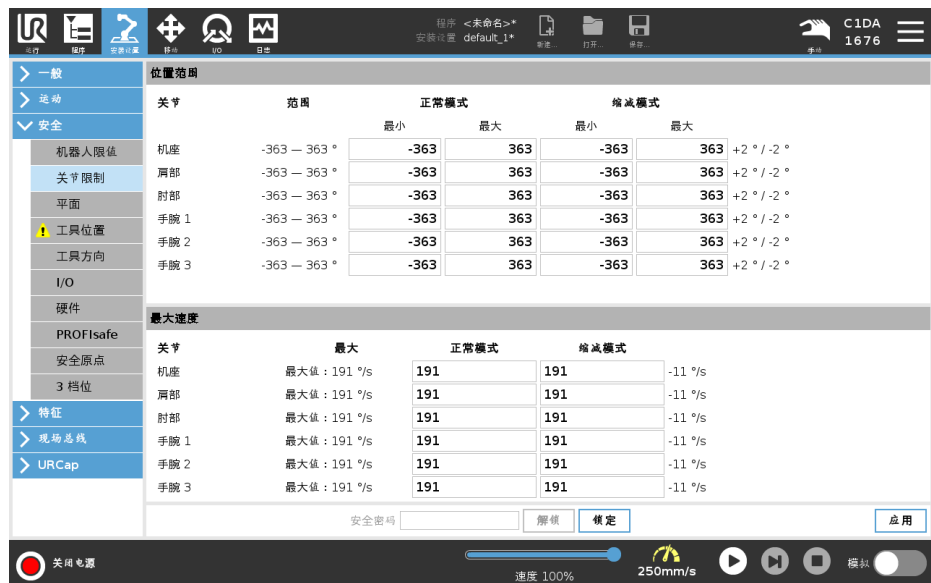 UR
程序 <未命名>*
安装设置 default_1*
C1DA
1676
运行 程序 安装设置 移动 I/O 日志 新建... 打开... 保存... 手动
一般
运动
安全
机器人限值
关节限制
平面
工具位置
工具方向
I/O
硬件
PROFIsafe
安全原点
3 档位
特征
现场总线
URCap
位置范围
关节 范围 正常模式 缩减模式
最小 最大 最小 最大
机座 -363 — 363 ° -363 363 -363 363 +2 ° / -2 °
肩部 -363 — 363 ° -363 363 -363 363 +2 ° / -2 °
肘部 -363 — 363 ° -363 363 -363 363 +2 ° / -2 °
手腕 1 -363 — 363 ° -363 363 -363 363 +2 ° / -2 °
手腕 2 -363 — 363 ° -363 363 -363 363 +2 ° / -2 °
手腕 3 -363 — 363 ° -363 363 -363 363 +2 ° / -2 °
最大速度
关节 最大 正常模式 缩减模式
机座 最大值：191 °/s 191 191 -11 °/s
肩部 最大值：191 °/s 191 191 -11 °/s
肘部 最大值：191 °/s 191 191 -11 °/s
手腕 1 最大值：191 °/s 191 191 -11 °/s
手腕 2 最大值：191 °/s 191 191 -11 °/s
手腕 3 最大值：191 °/s 191 191 -11 °/s
安全密码 解锁 锁定 应用
关闭电源
速度 100%
250mm/s
模拟